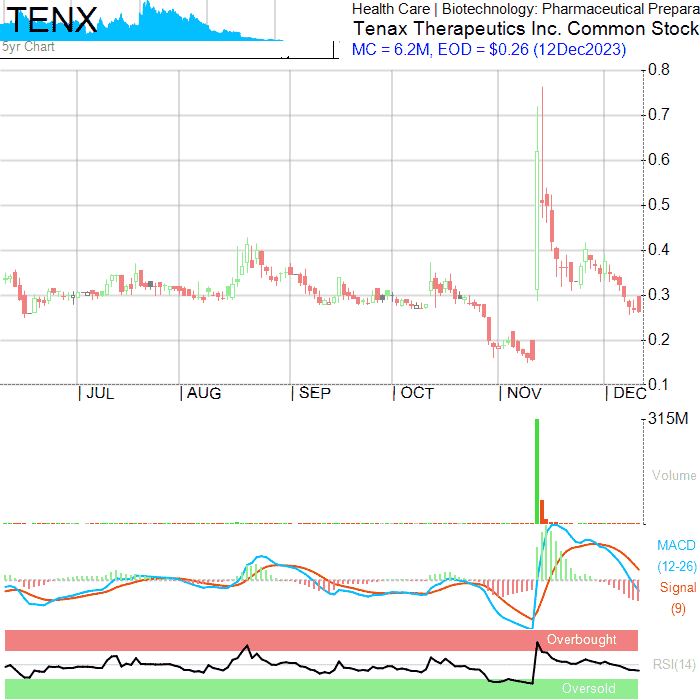 TENX
5yr Chart
Health Care | Biotechnology: Pharmaceutical Prepara
Tenax Therapeutics Inc. Common Stock
MC = 6.2M, EOD = $0.26 (12Dec2023)
0.8
0.7
0.6
0.5
0.4
0.3
0.2
0.1
JUL AUG SEP OCT NOV DEC
315M
Volume
MACD
(12-26)
Signal
(9)
Overbought
RSI(14)
Oversold